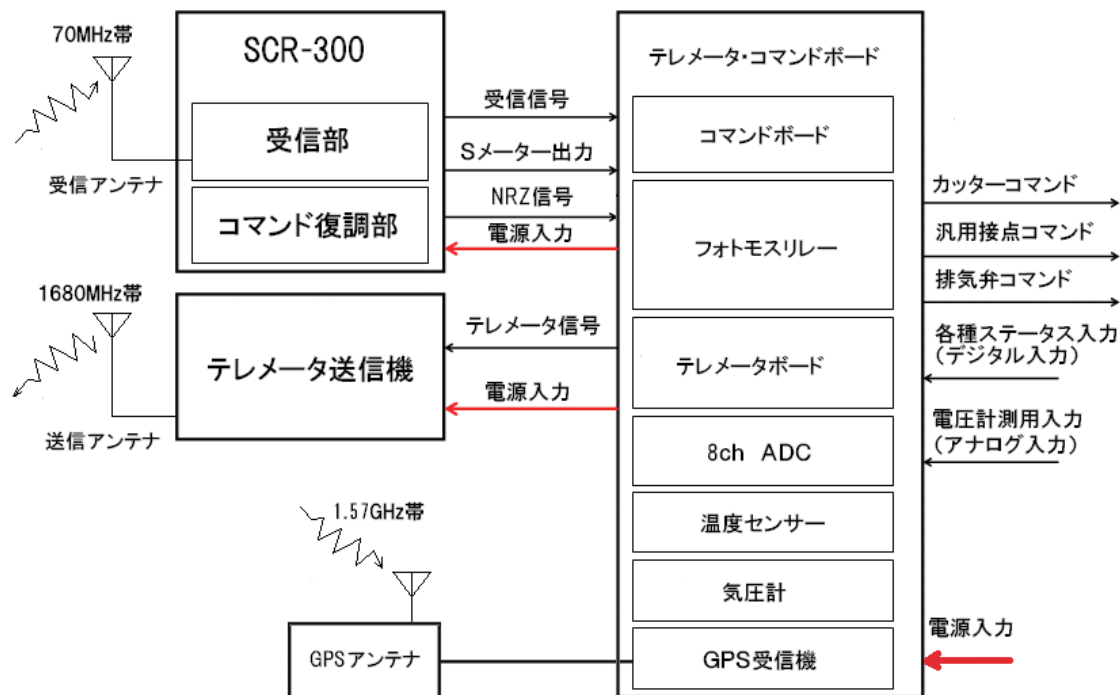 70MHz帯
受信アンテナ
SCR-300
受信部
コマンド復調部
受信信号
Sメーター出力
NRZ信号
電源入力
1680MHz帯
送信アンテナ
テレメータ送信機
テレメータ信号
電源入力
1.57GHz帯
GPSアンテナ
テレメータ・コマンドボード
コマンドボード
フォトモスリレー
テレメータボード
8ch ADC
温度センサー
気圧計
GPS受信機
カッターコマンド
汎用接点コマンド
排気弁コマンド
各種ステータス入力
(デジタル入力)
電圧計測用入力
(アナログ入力)
電源入力